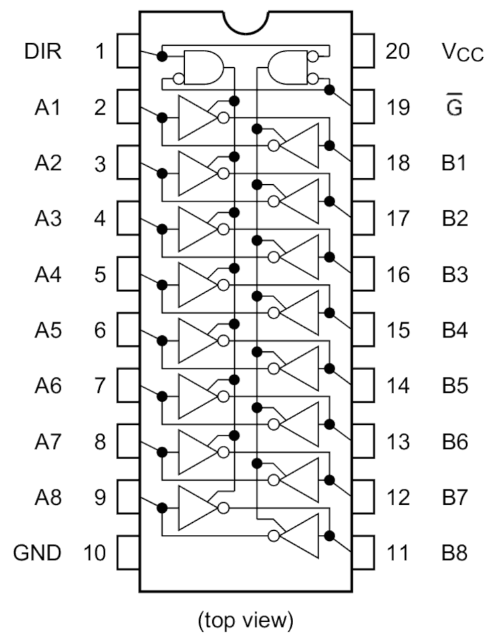 DIR 1 20 VCC
A1 2 19 G̅
A2 3 18 B1
A3 4 17 B2
A4 5 16 B3
A5 6 15 B4
A6 7 14 B5
A7 8 13 B6
A8 9 12 B7
GND 10 11 B8
(top view)